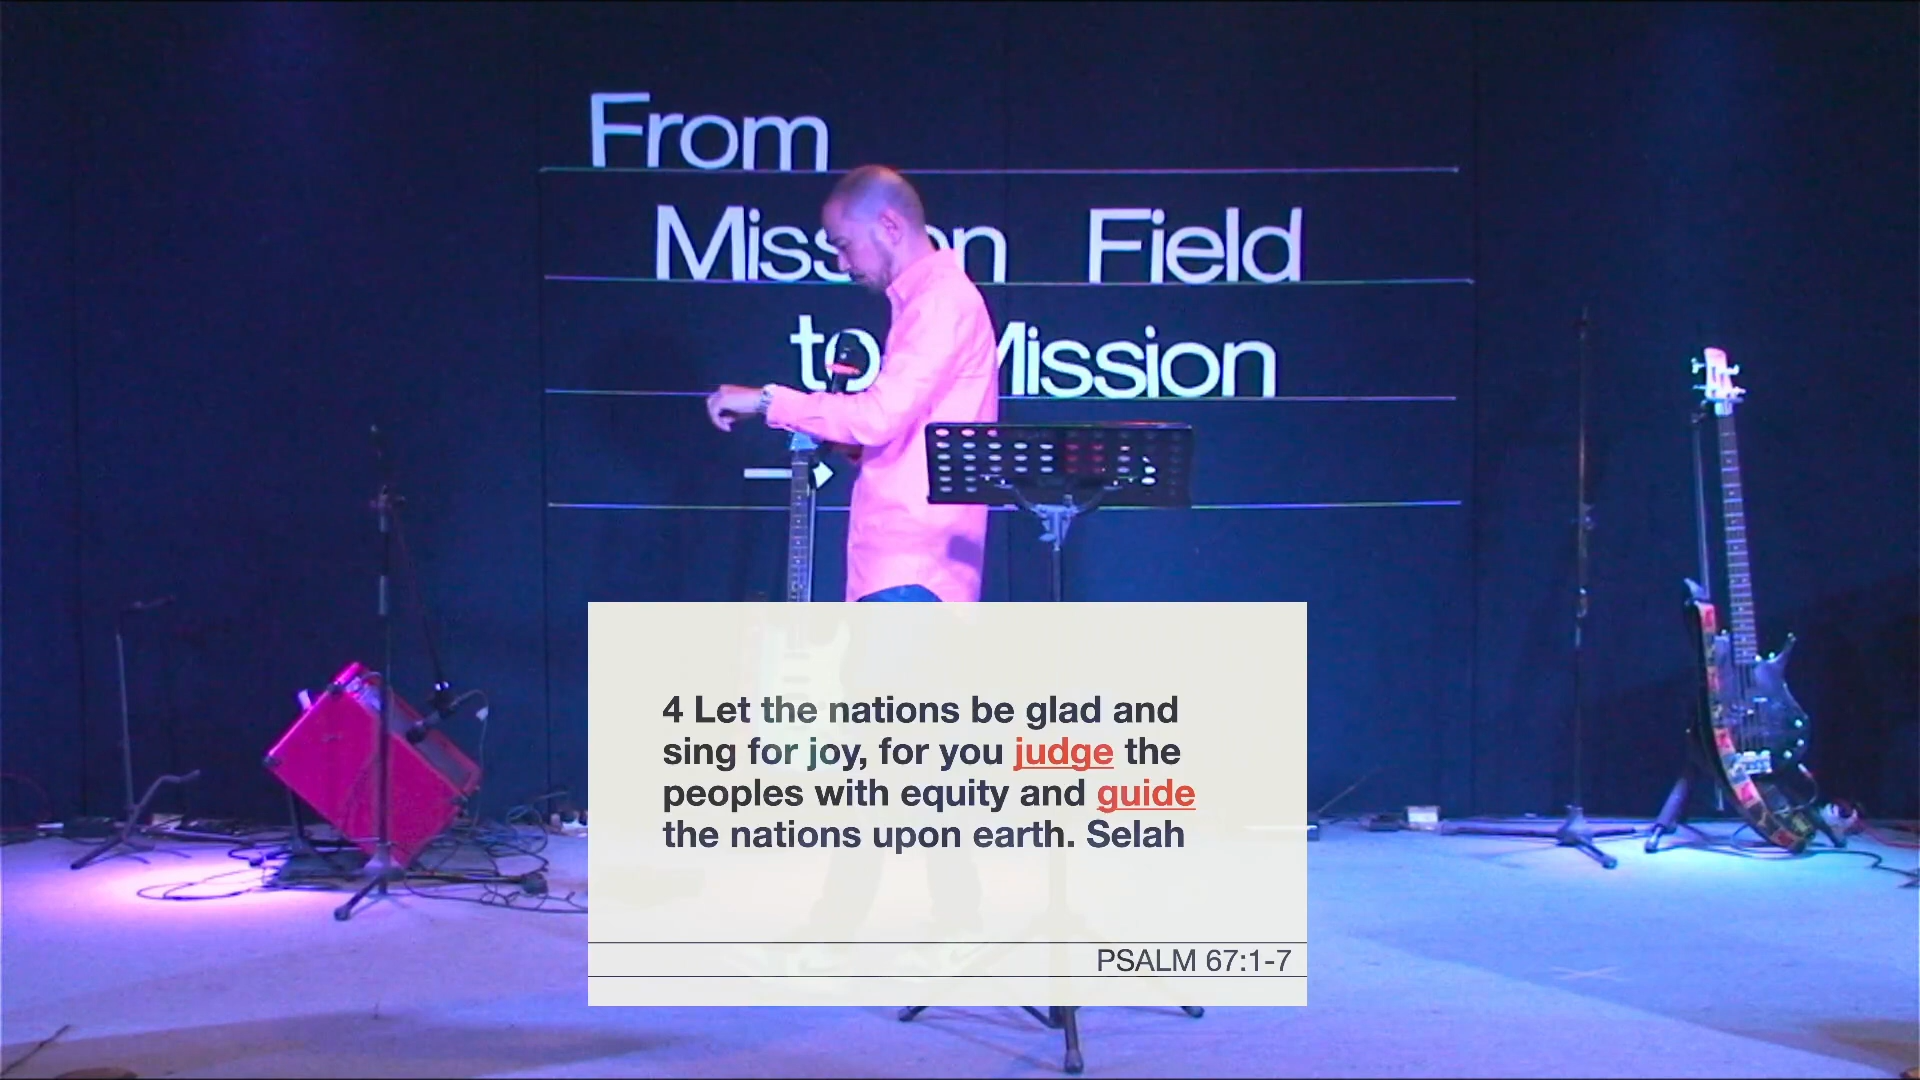 From
Mission Field
to Mission
4 Let the nations be glad and
sing for joy, for you judge the
peoples with equity and guide
the nations upon earth. Selah
PSALM 67:1-7